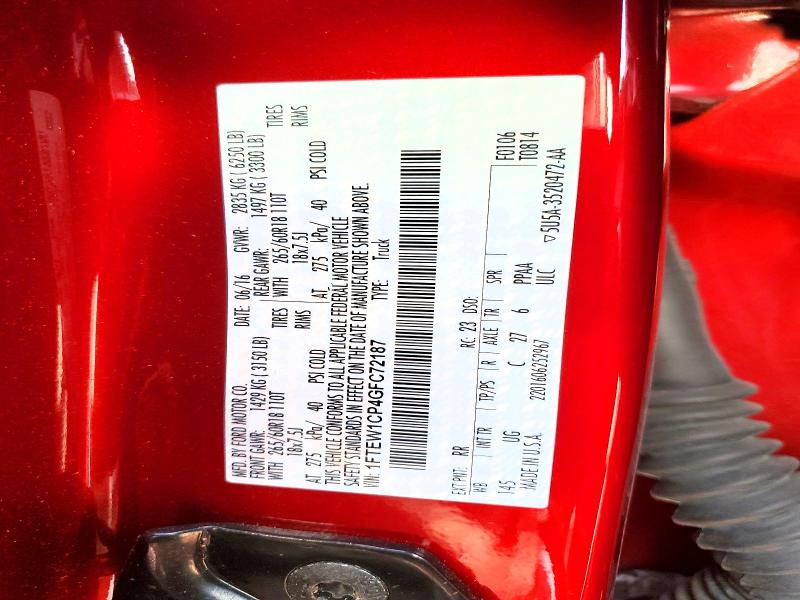 MFD. BY FORD MOTOR CO. DATE: 06/16 GVWR: 2835 KG ( 6250 LB)
FRONT GAWR: 1429 KG (3150 LB) REAR GAWR: 1497 KG ( 3300 LB)
WITH 265/60R18 110T TIRES WITH 265/60R18 110T TIRES
18x7.5J RIMS 18x7.5J RIMS
AT 275 kPa/ 40 PSI COLD AT 275 kPa/ 40 PSI COLD
THIS VEHICLE CONFORMS TO ALL APPLICABLE FEDERAL MOTOR VEHICLE
SAFETY STANDARDS IN EFFECT ON THE DATE OF MANUFACTURE SHOWN ABOVE.
VIN: 1FTEW1CP4GFC72187 TYPE: Truck
EXT PNT: RR RC: 23 DSO: F0106
WB INT TR TP/PS R AXLE TR SPR T0814
145 UG C 27 6 PPAA
MADE IN U.S.A. 2201606252967 ULC
▽5U5A-3520472-AA